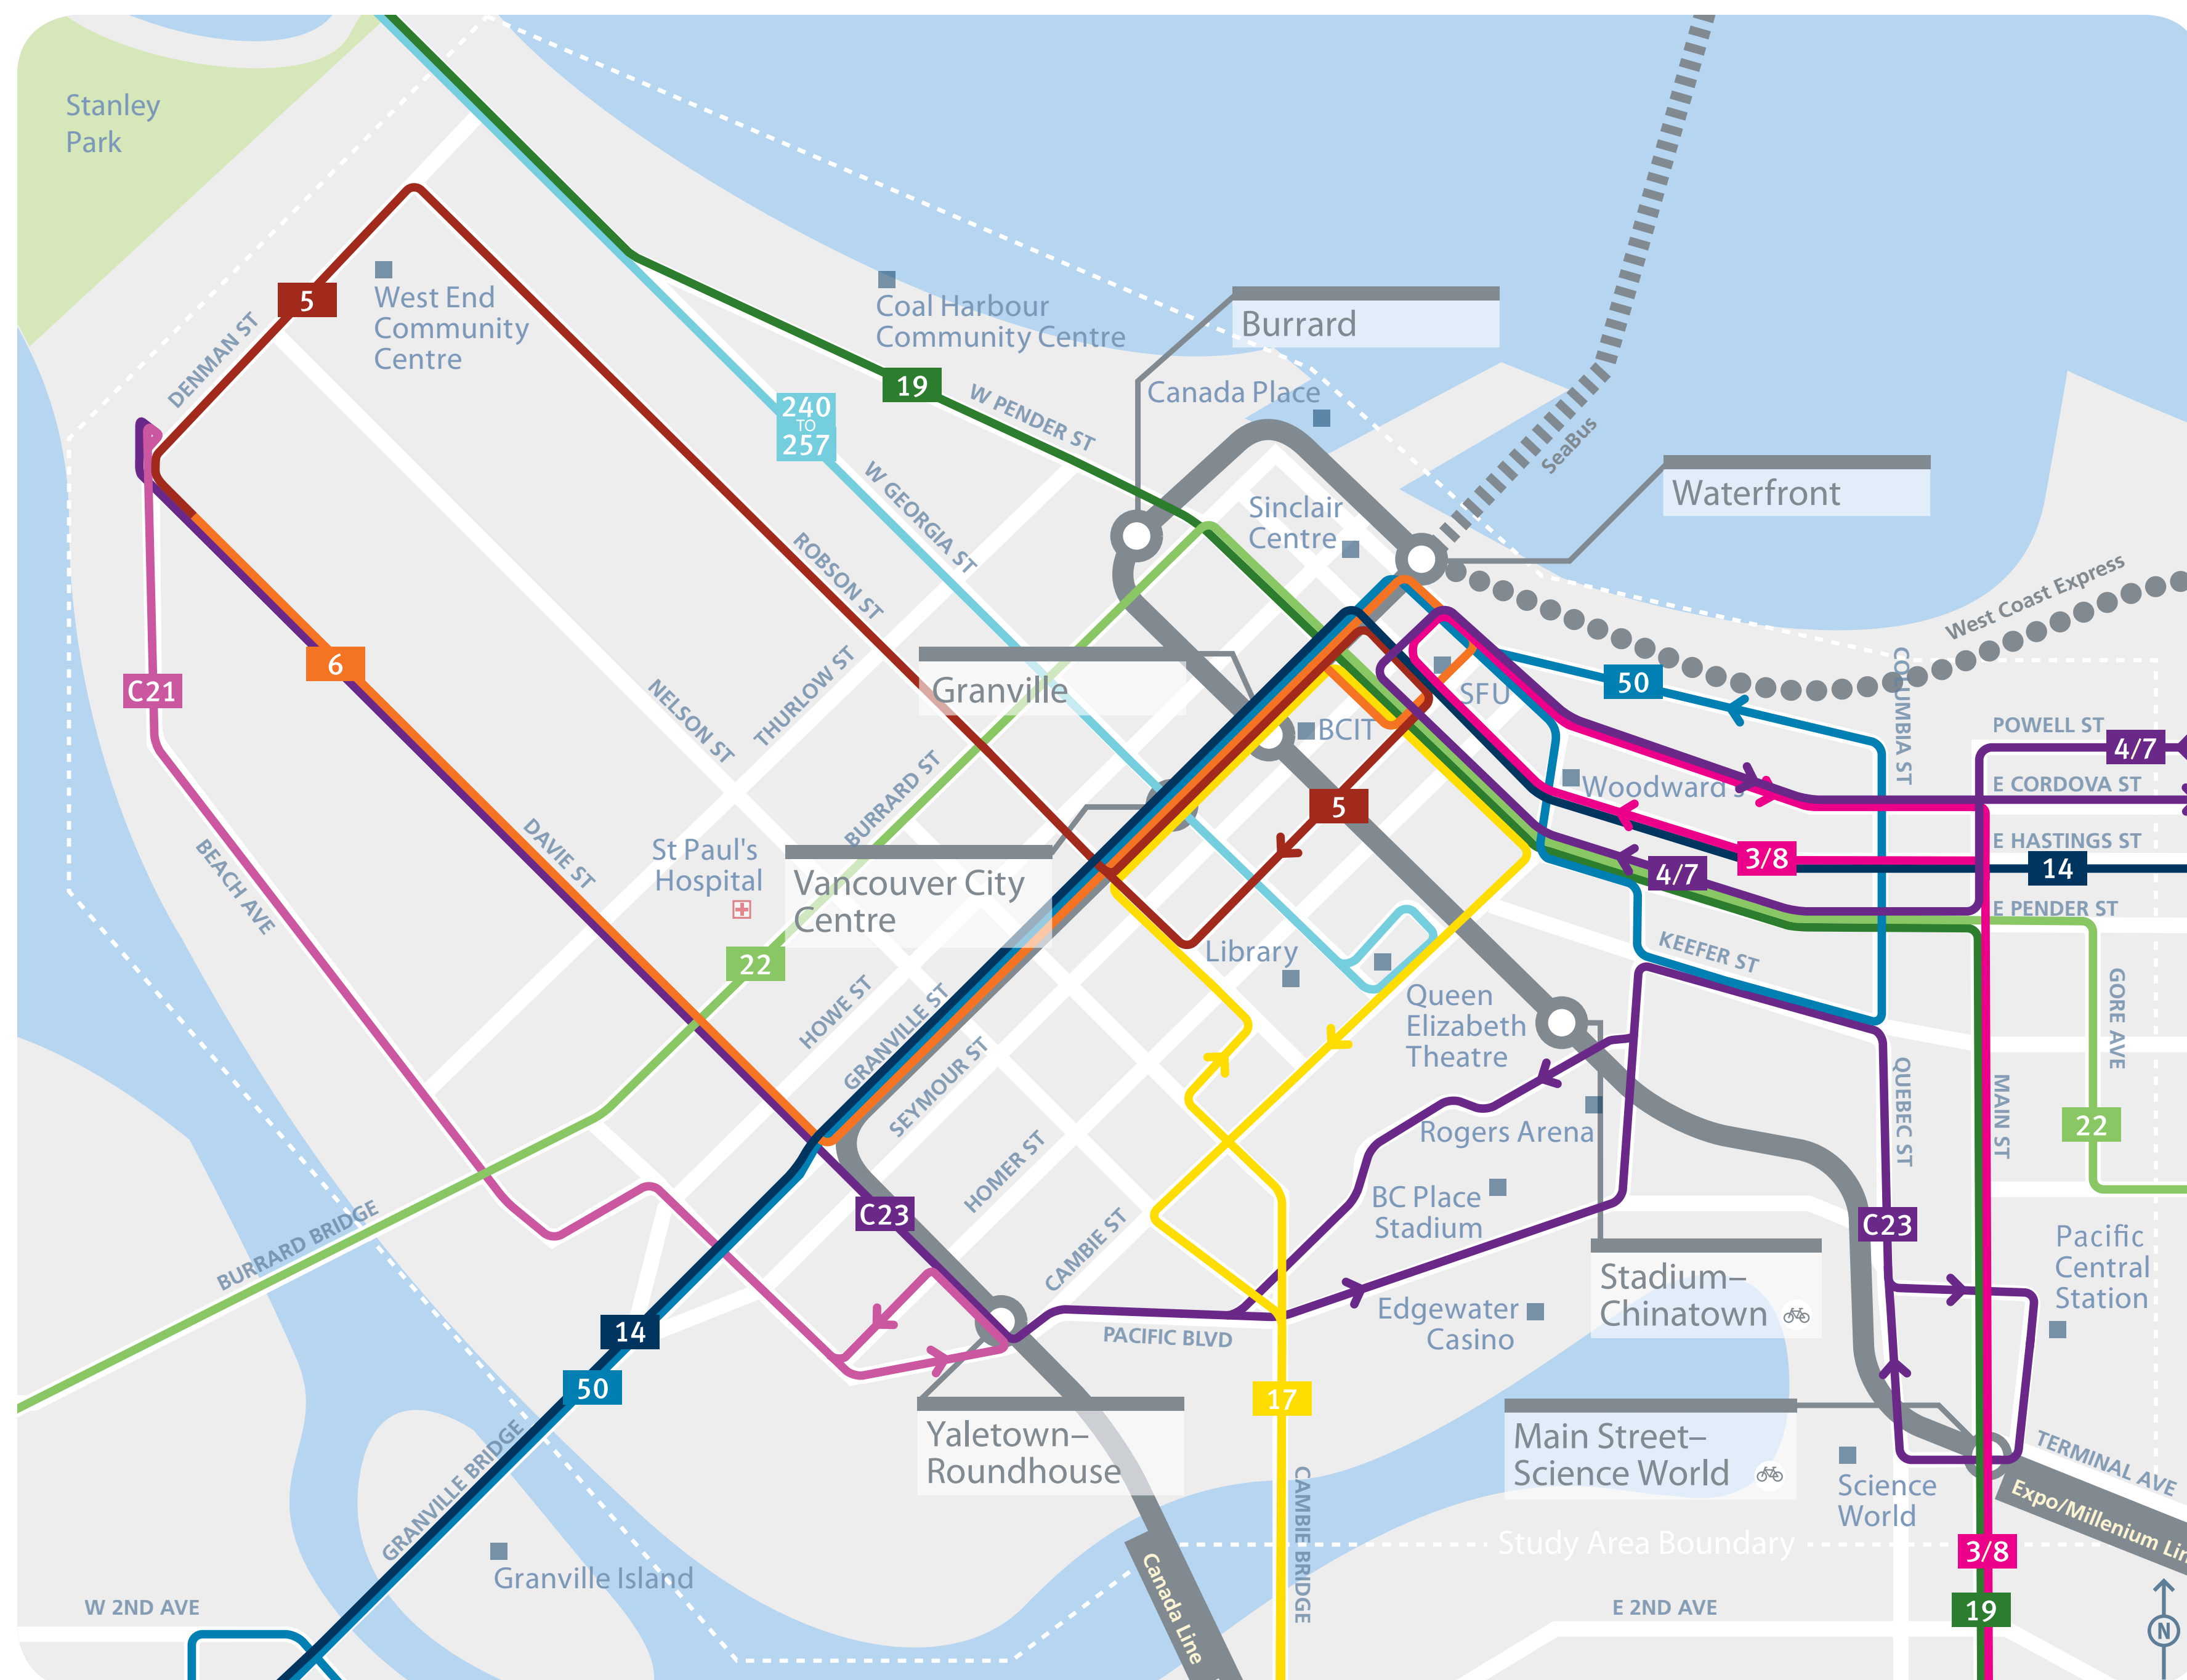 Stanley
Park
5
West End
Community
Centre
DENMAN ST
Coal Harbour
Community Centre
Burrard
Canada Place
19
W PENDER ST
240
TO
257
W GEORGIA ST
SeaBus
Waterfront
Sinclair
Centre
West Coast Express
ROBSON ST
6
C21
NELSON ST
THURLOW ST
Granville
SFU
50
COLUMBIA ST
BCIT
POWELL ST
4/7
Woodward's
E CORDOVA ST
5
BURRARD ST
E HASTINGS ST
3/8
14
4/7
E PENDER ST
BEACH AVE
DAVIE ST
St Paul's
Hospital
Vancouver City
Centre
22
Library
KEEFER ST
HOWE ST
GRANVILLE ST
SEYMOUR ST
Queen
Elizabeth
Theatre
GORE AVE
QUEBEC ST
MAIN ST
22
Rogers Arena
HOMER ST
BC Place
Stadium
C23
CAMBIE ST
C23
Pacific
Central
Station
BURRARD BRIDGE
Stadium–
Chinatown
Edgewater
Casino
PACIFIC BLVD
14
50
17
Yaletown–
Roundhouse
Main Street–
Science World
TERMINAL AVE
Science
World
Expo/Millenium Lin
GRANVILLE BRIDGE
CAMBIE BRIDGE
Study Area Boundary
3/8
Canada Line
Granville Island
W 2ND AVE
E 2ND AVE
19
N